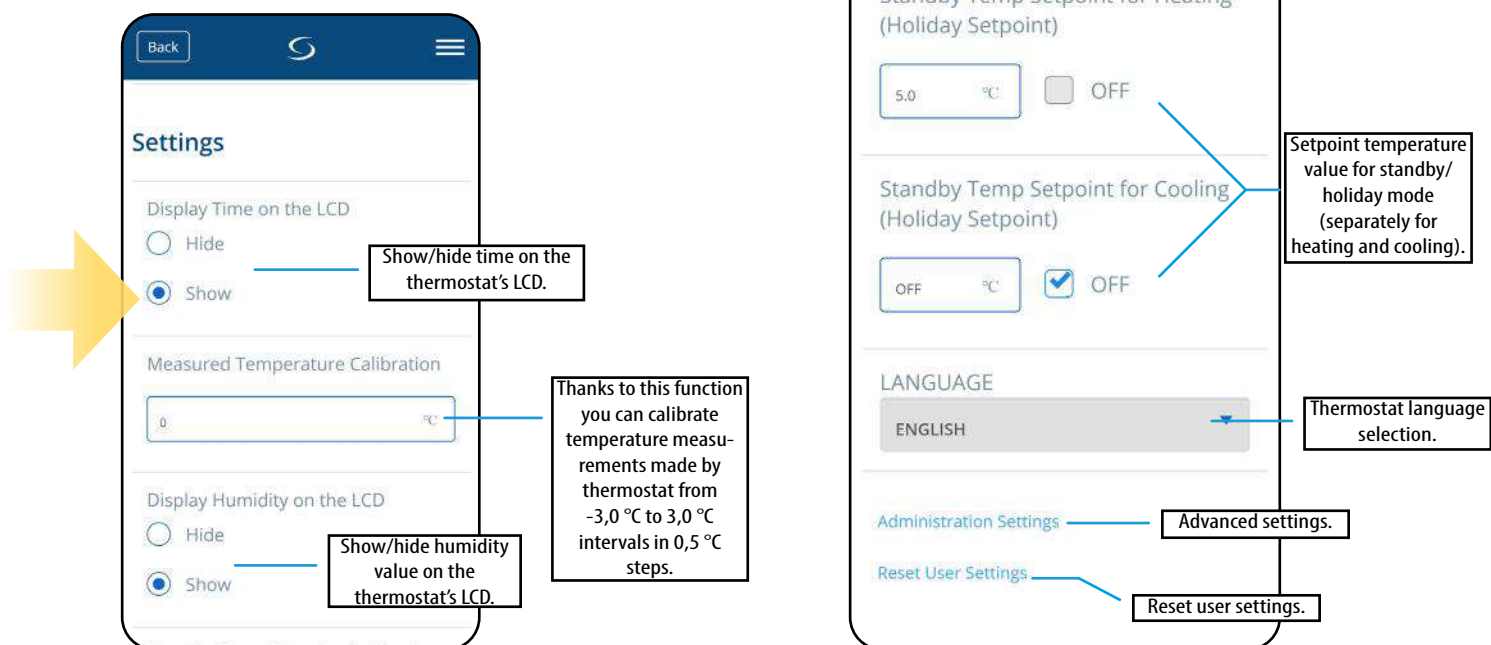 Back
Settings
Display Time on the LCD
Hide
Show
Show/hide time on the
thermostat's LCD.
Measured Temperature Calibration
0 °C
Thanks to this function
you can calibrate
temperature measu-
rements made by
thermostat from
-3,0 °C to 3,0 °C
intervals in 0,5 °C
steps.
Display Humidity on the LCD
Hide
Show
Show/hide humidity
value on the
thermostat's LCD.
Standby Temp Setpoint for Heating
(Holiday Setpoint)
5.0 °C OFF
Setpoint temperature
value for standby/
holiday mode
(separately for
heating and cooling).
Standby Temp Setpoint for Cooling
(Holiday Setpoint)
OFF °C OFF
LANGUAGE
ENGLISH
Thermostat language
selection.
Administration Settings
Advanced settings.
Reset User Settings
Reset user settings.